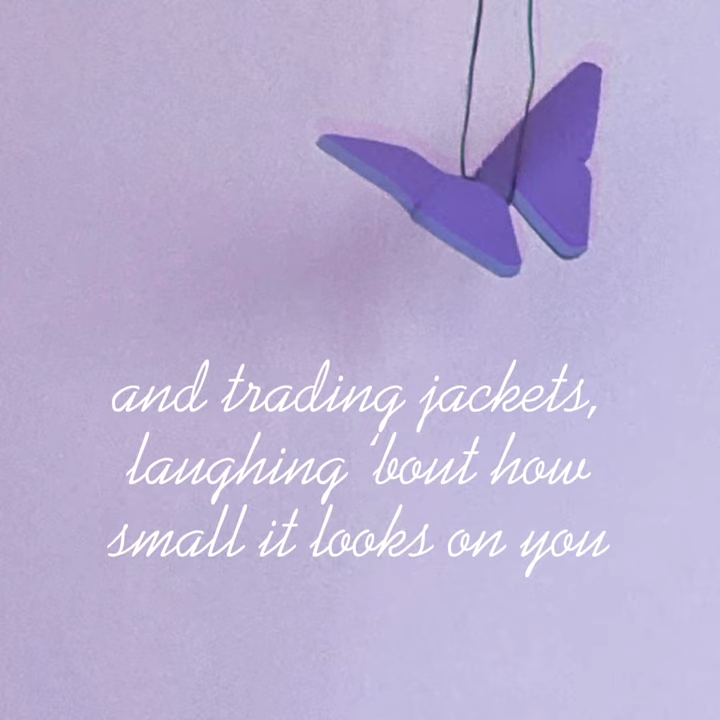 and trading jackets,
laughing 'bout how
small it looks on you